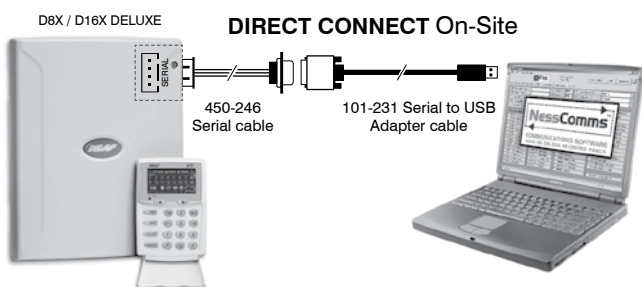 D8X / D16X DELUXE
DIRECT CONNECT On-Site
SERIAL
450-246
Serial cable
101-231 Serial to USB
Adapter cable
NessComms
COMMUNICATIONS SOFTWARE